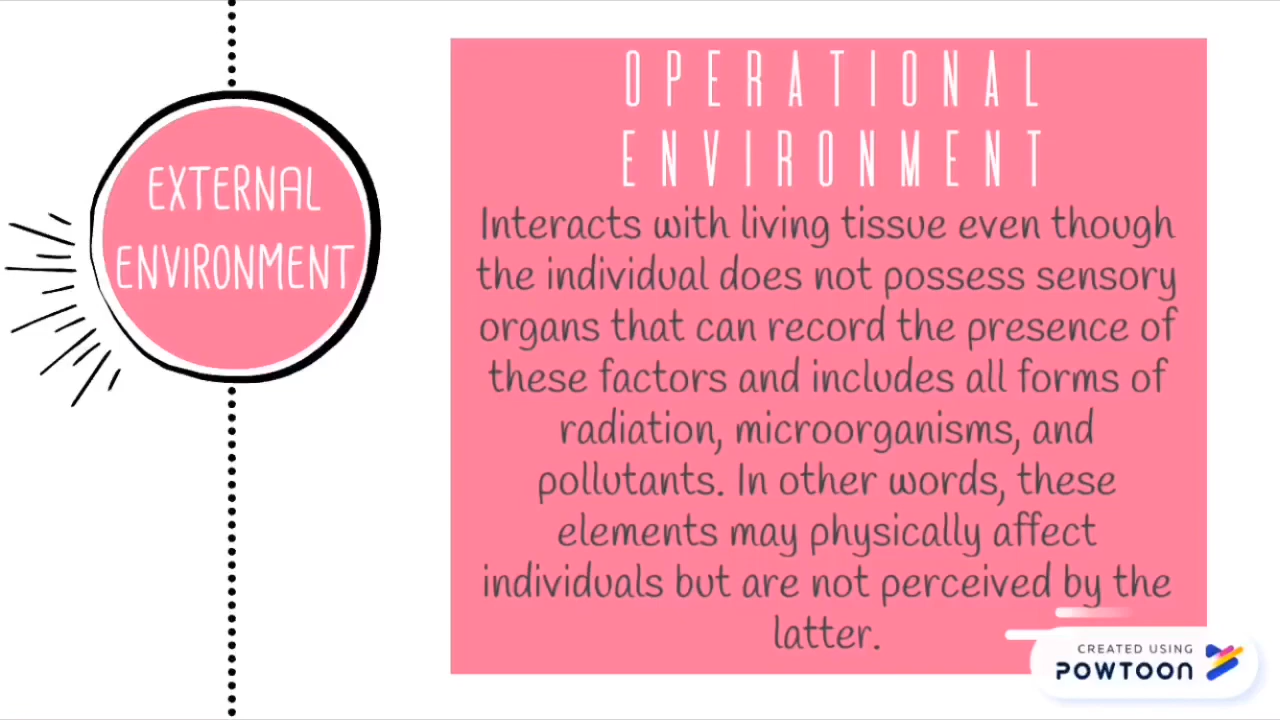 EXTERNAL
ENVIRONMENT
OPERATIONAL
ENVIRONMENT
Interacts with living tissue even though
the individual does not possess sensory
organs that can record the presence of
these factors and includes all forms of
radiation, microorganisms, and
pollutants. In other words, these
elements may physically affect
individuals but are not perceived by the
latter.
CREATED USING
POWTOON